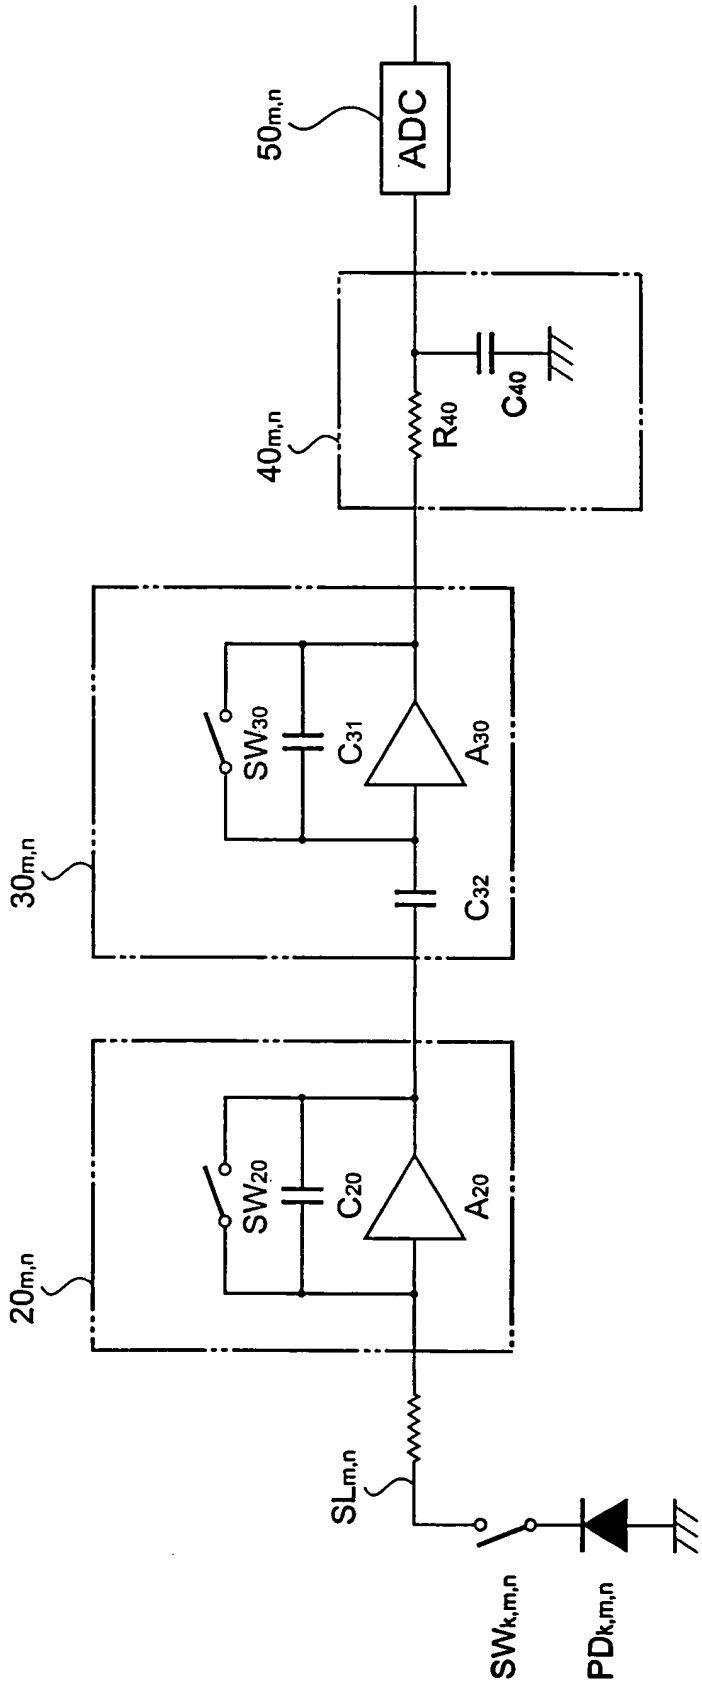 20m,n
30m,n
40m,n
50m,n
SW20
C20
A20
SW30
C31
A30
C32
R40
C40
ADC
SLm,n
SWk,m,n
PDk,m,n